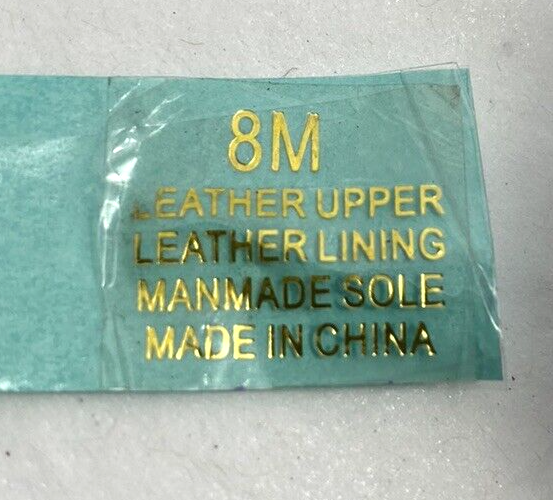 8M
LEATHER UPPER
LEATHER LINING
MANMADE SOLE
MADE IN CHINA